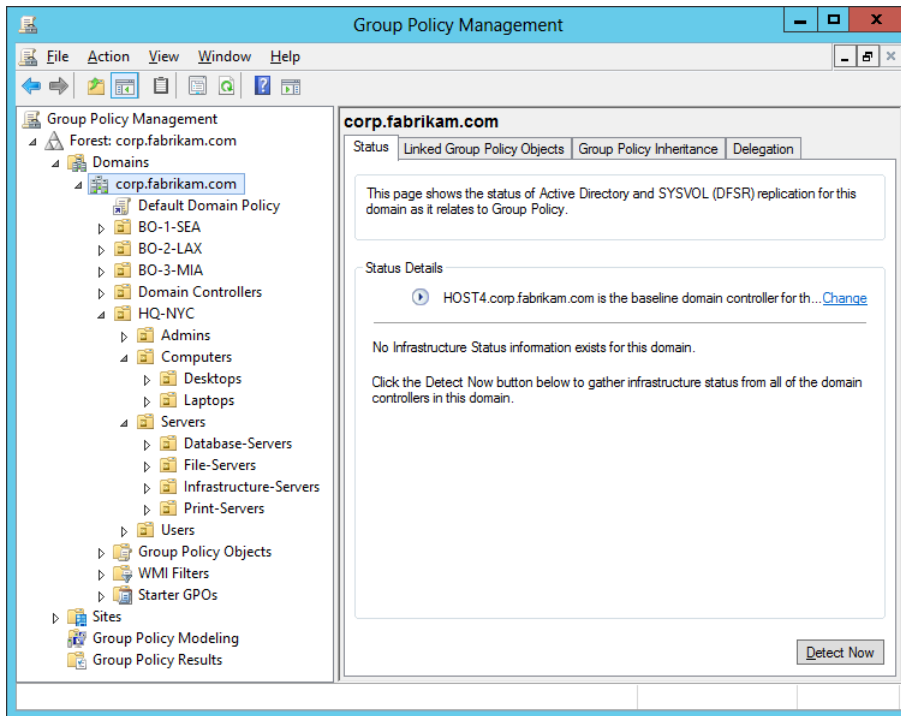 Group Policy Management
File Action View Window Help
Group Policy Management
Forest: corp.fabrikam.com
Domains
corp.fabrikam.com
Default Domain Policy
BO-1-SEA
BO-2-LAX
BO-3-MIA
Domain Controllers
HQ-NYC
Admins
Computers
Desktops
Laptops
Servers
Database-Servers
File-Servers
Infrastructure-Servers
Print-Servers
Users
Group Policy Objects
WMI Filters
Starter GPOs
Sites
Group Policy Modeling
Group Policy Results
corp.fabrikam.com
Status Linked Group Policy Objects Group Policy Inheritance Delegation
This page shows the status of Active Directory and SYSVOL (DFSR) replication for this
domain as it relates to Group Policy.
Status Details
HOST4.corp.fabrikam.com is the baseline domain controller for th...Change
No Infrastructure Status information exists for this domain.
Click the Detect Now button below to gather infrastructure status from all of the domain
controllers in this domain.
Detect Now